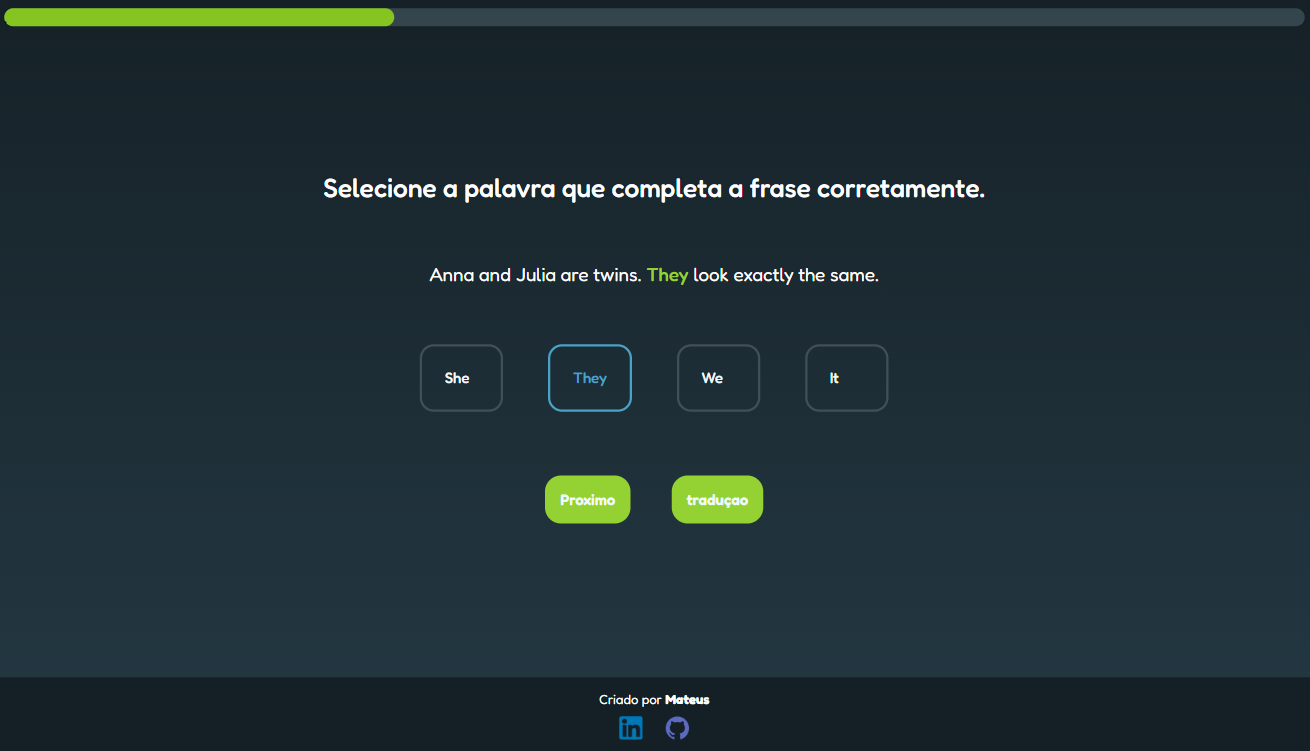 Selecione a palavra que completa a frase corretamente.
Anna and Julia are twins. They look exactly the same.
She They We It
Proximo traduçao
Criado por Mateus
in